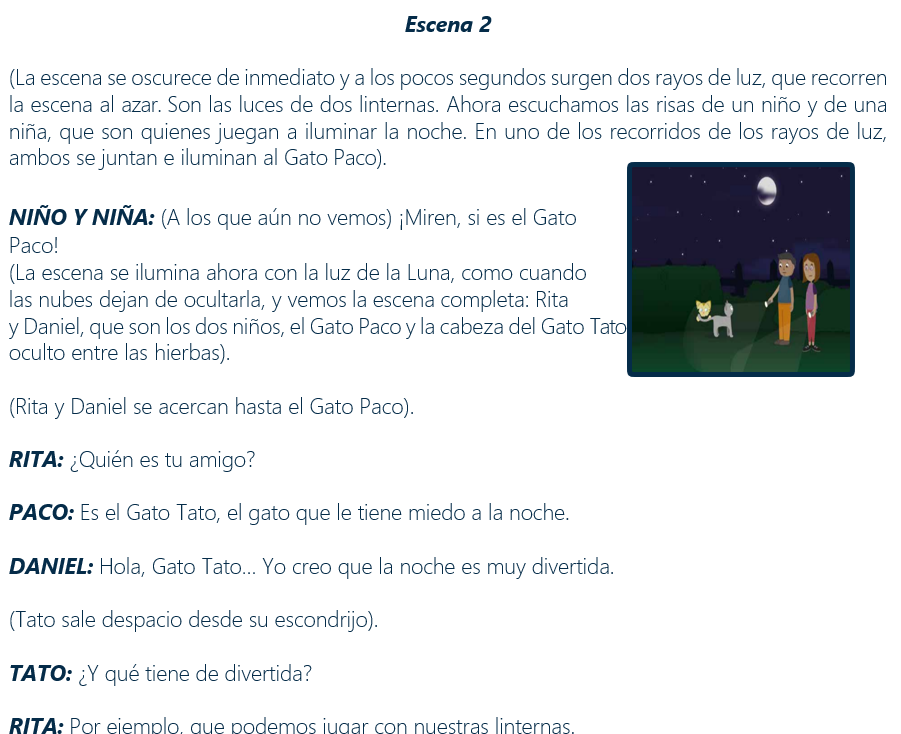 Escena 2
(La escena se oscurece de inmediato y a los pocos segundos surgen dos rayos de luz, que recorren
la escena al azar. Son las luces de dos linternas. Ahora escuchamos las risas de un niño y de una
niña, que son quienes juegan a iluminar la noche. En uno de los recorridos de los rayos de luz,
ambos se juntan e iluminan al Gato Paco).
NIÑO Y NIÑA: (A los que aún no vemos) ¡Miren, si es el Gato
Paco!
(La escena se ilumina ahora con la luz de la Luna, como cuando
las nubes dejan de ocultarla, y vemos la escena completa: Rita
y Daniel, que son los dos niños, el Gato Paco y la cabeza del Gato Tato
oculto entre las hierbas).
(Rita y Daniel se acercan hasta el Gato Paco).
RITA: ¿Quién es tu amigo?
PACO: Es el Gato Tato, el gato que le tiene miedo a la noche.
DANIEL: Hola, Gato Tato... Yo creo que la noche es muy divertida.
(Tato sale despacio desde su escondrijo).
TATO: ¿Y qué tiene de divertida?
RITA: Por ejemplo, que podemos jugar con nuestras linternas.